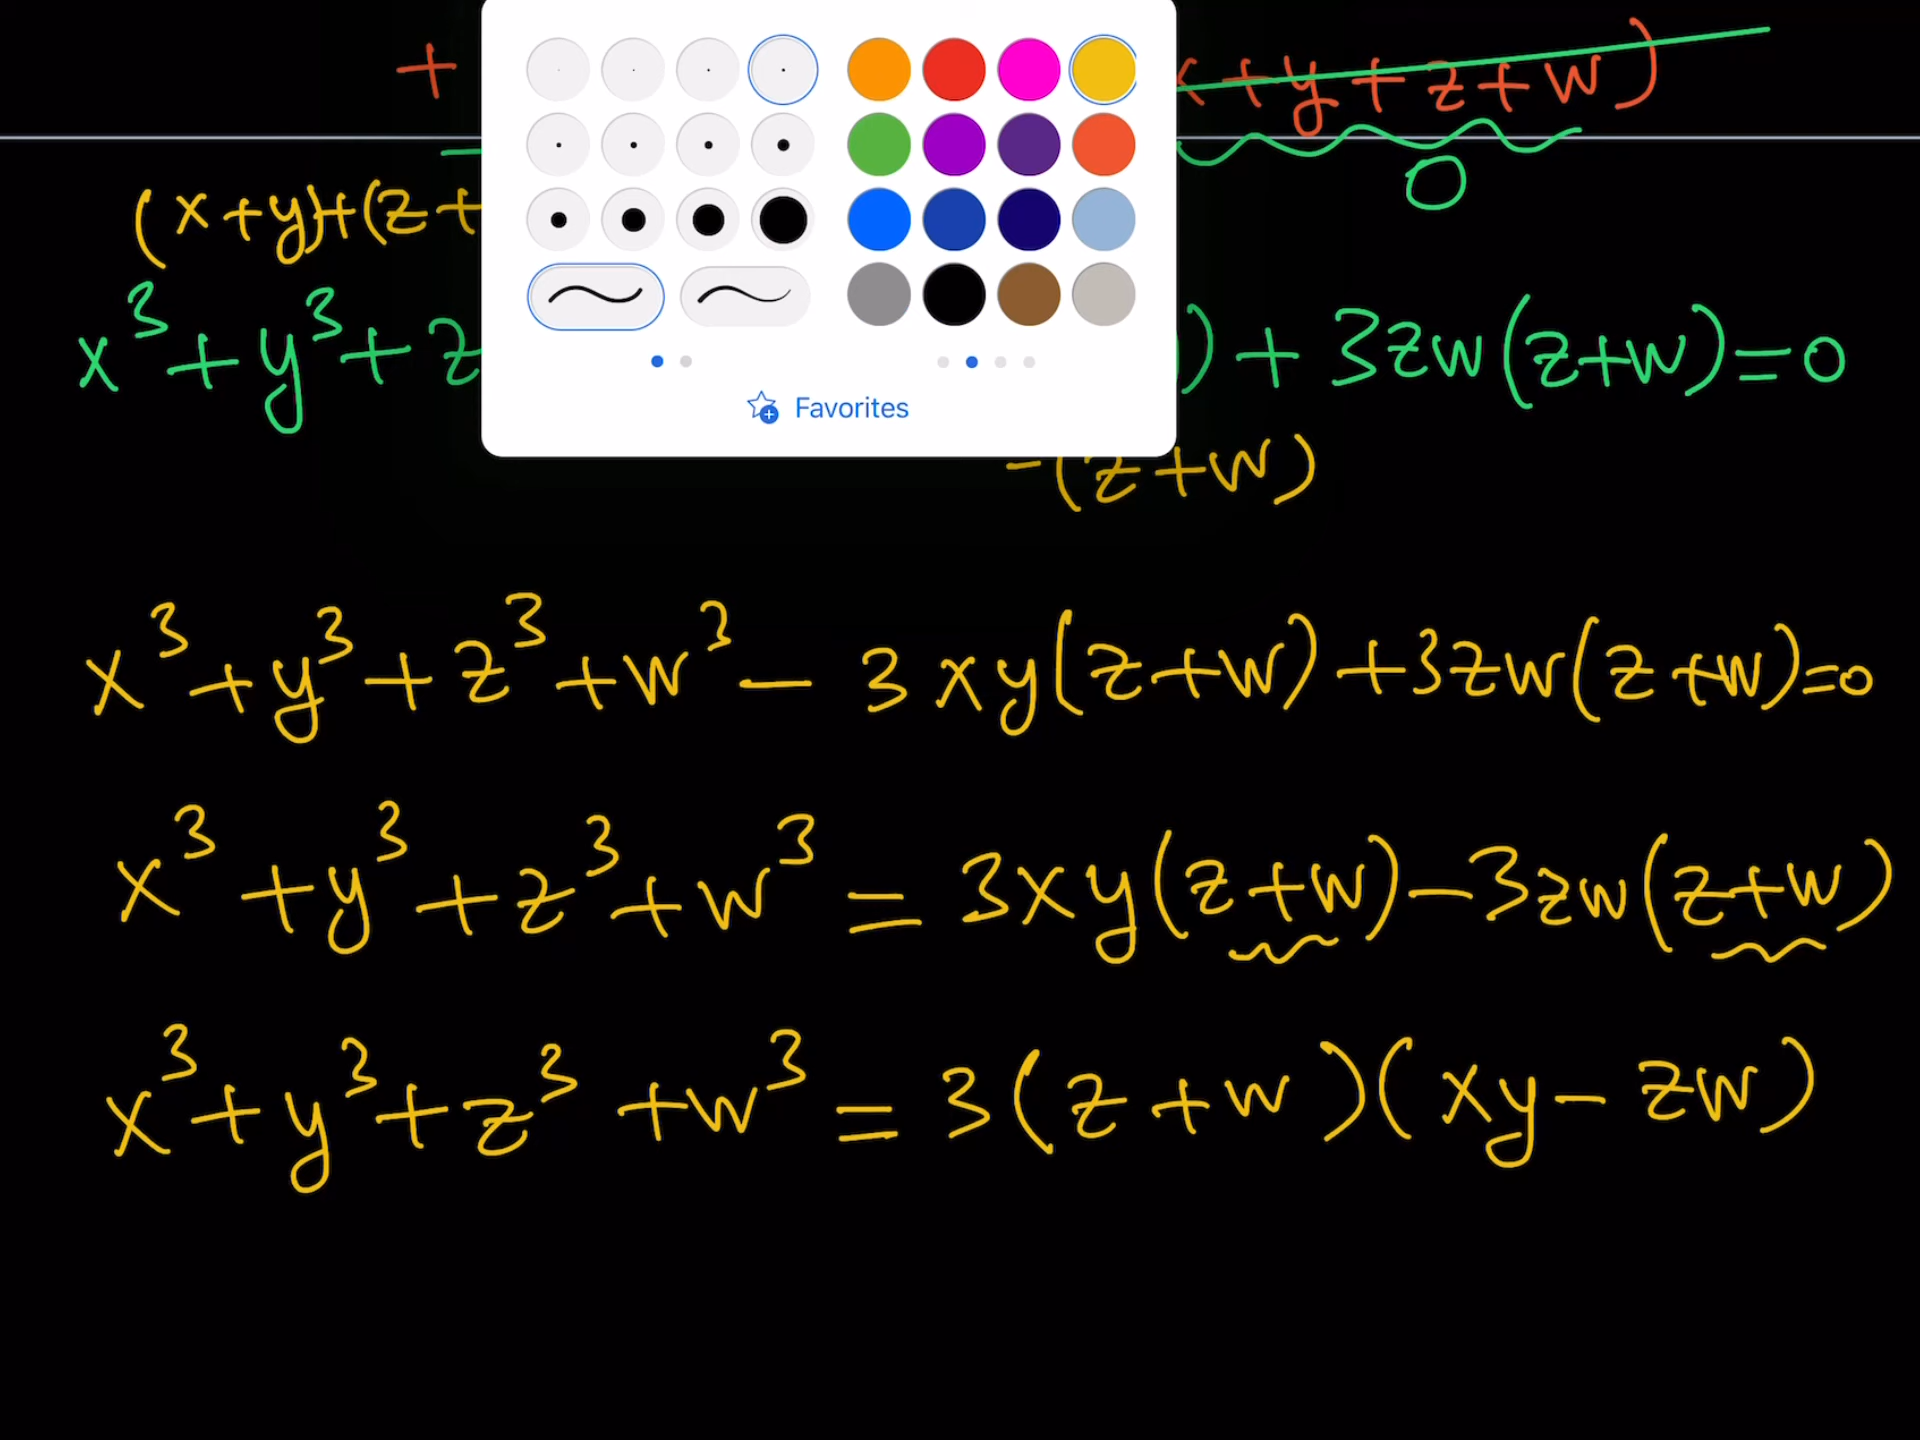 + x+y+z+w)
0
(x+y)+(z+
x³+y³+z ) + 3zw(z+w)=0
Favorites
-(z+w)
x³+y³+z³+w³ - 3xy(z+w)+3zw(z+w)=0
x³+y³+z³+w³ = 3xy(z+w)-3zw(z+w)
x³+y³+z³+w³ = 3(z+w)(xy-zw)